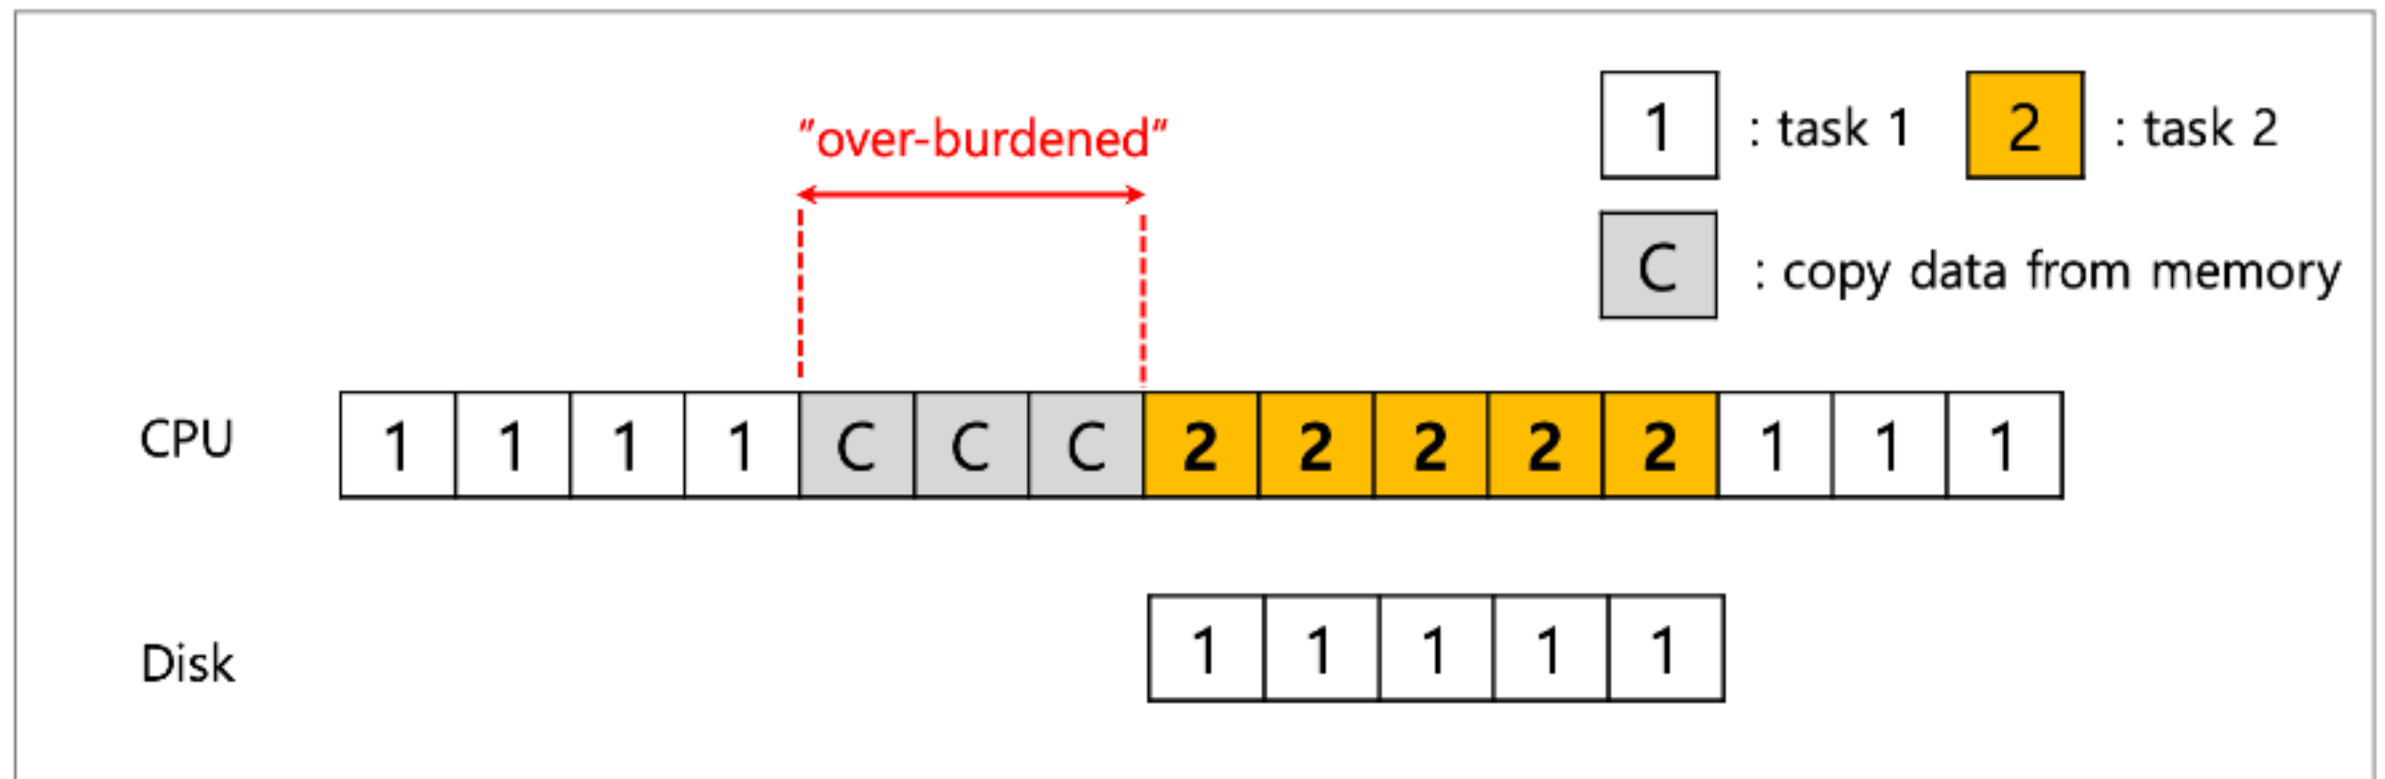 "over-burdened"
1 : task 1 2 : task 2
C : copy data from memory
CPU 1 1 1 1 C C C 2 2 2 2 2 1 1 1
Disk 1 1 1 1 1